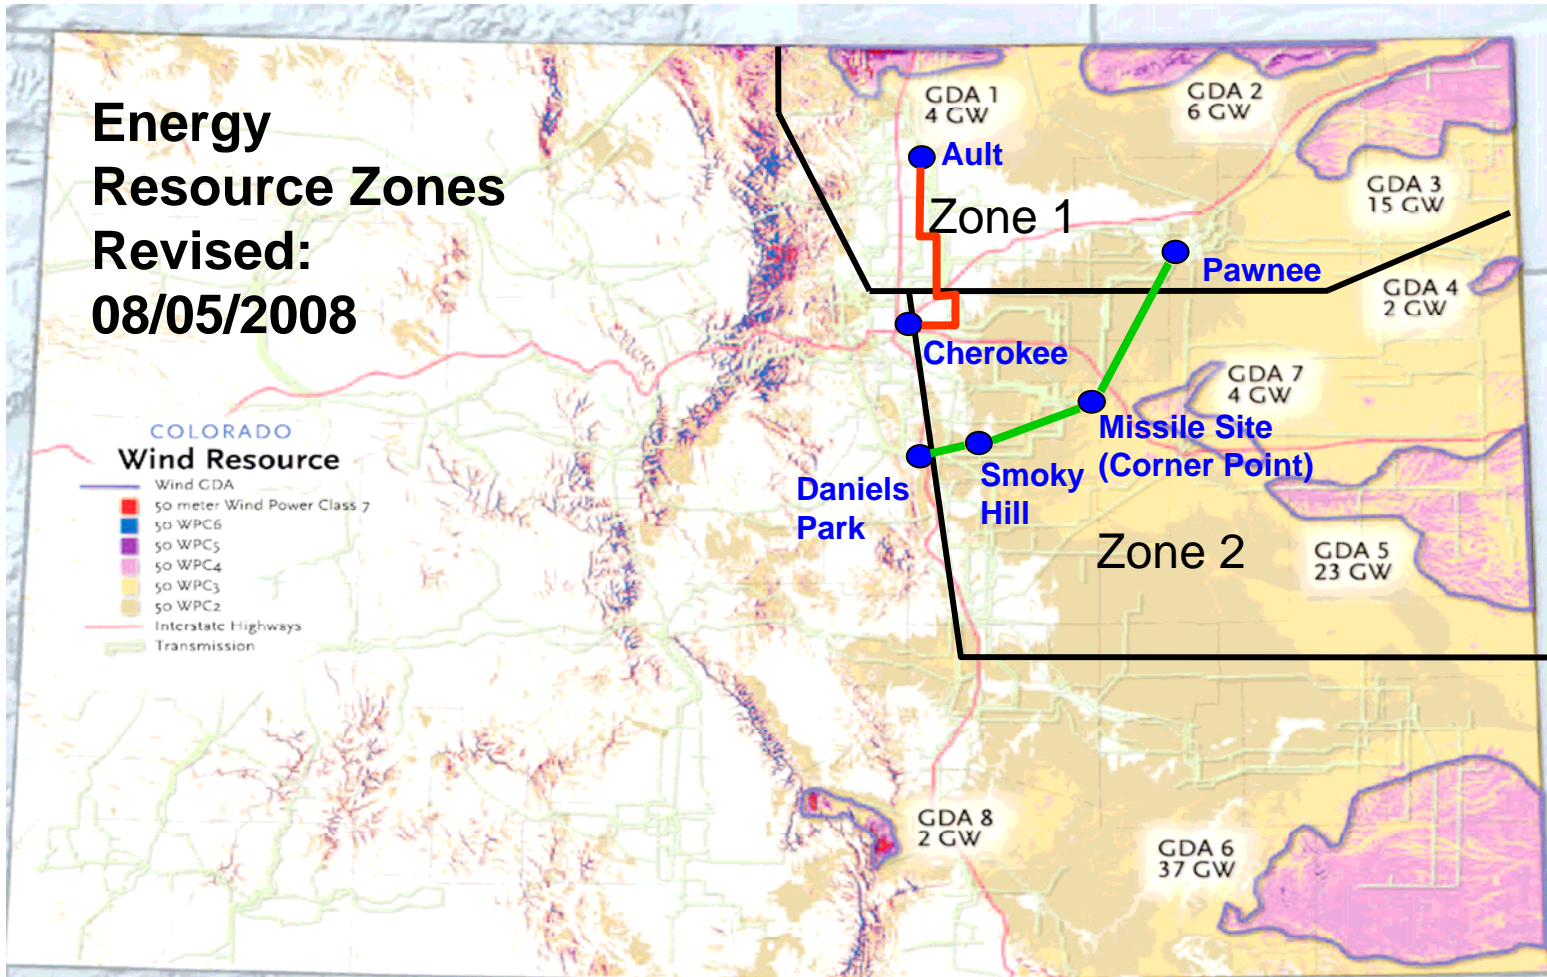 Energy
Resource Zones
Revised:
08/05/2008
GDA 1
4 GW
GDA 2
6 GW
Ault
GDA 3
15 GW
Zone 1
Pawnee
GDA 4
2 GW
Cherokee
GDA 7
4 GW
Missile Site
(Corner Point)
Smoky
Hill
Daniels
Park
Zone 2
GDA 5
23 GW
COLORADO
Wind Resource
Wind GDA
50 meter Wind Power Class 7
50 WPC6
50 WPC5
50 WPC4
50 WPC3
50 WPC2
Interstate Highways
Transmission
GDA 8
2 GW
GDA 6
37 GW